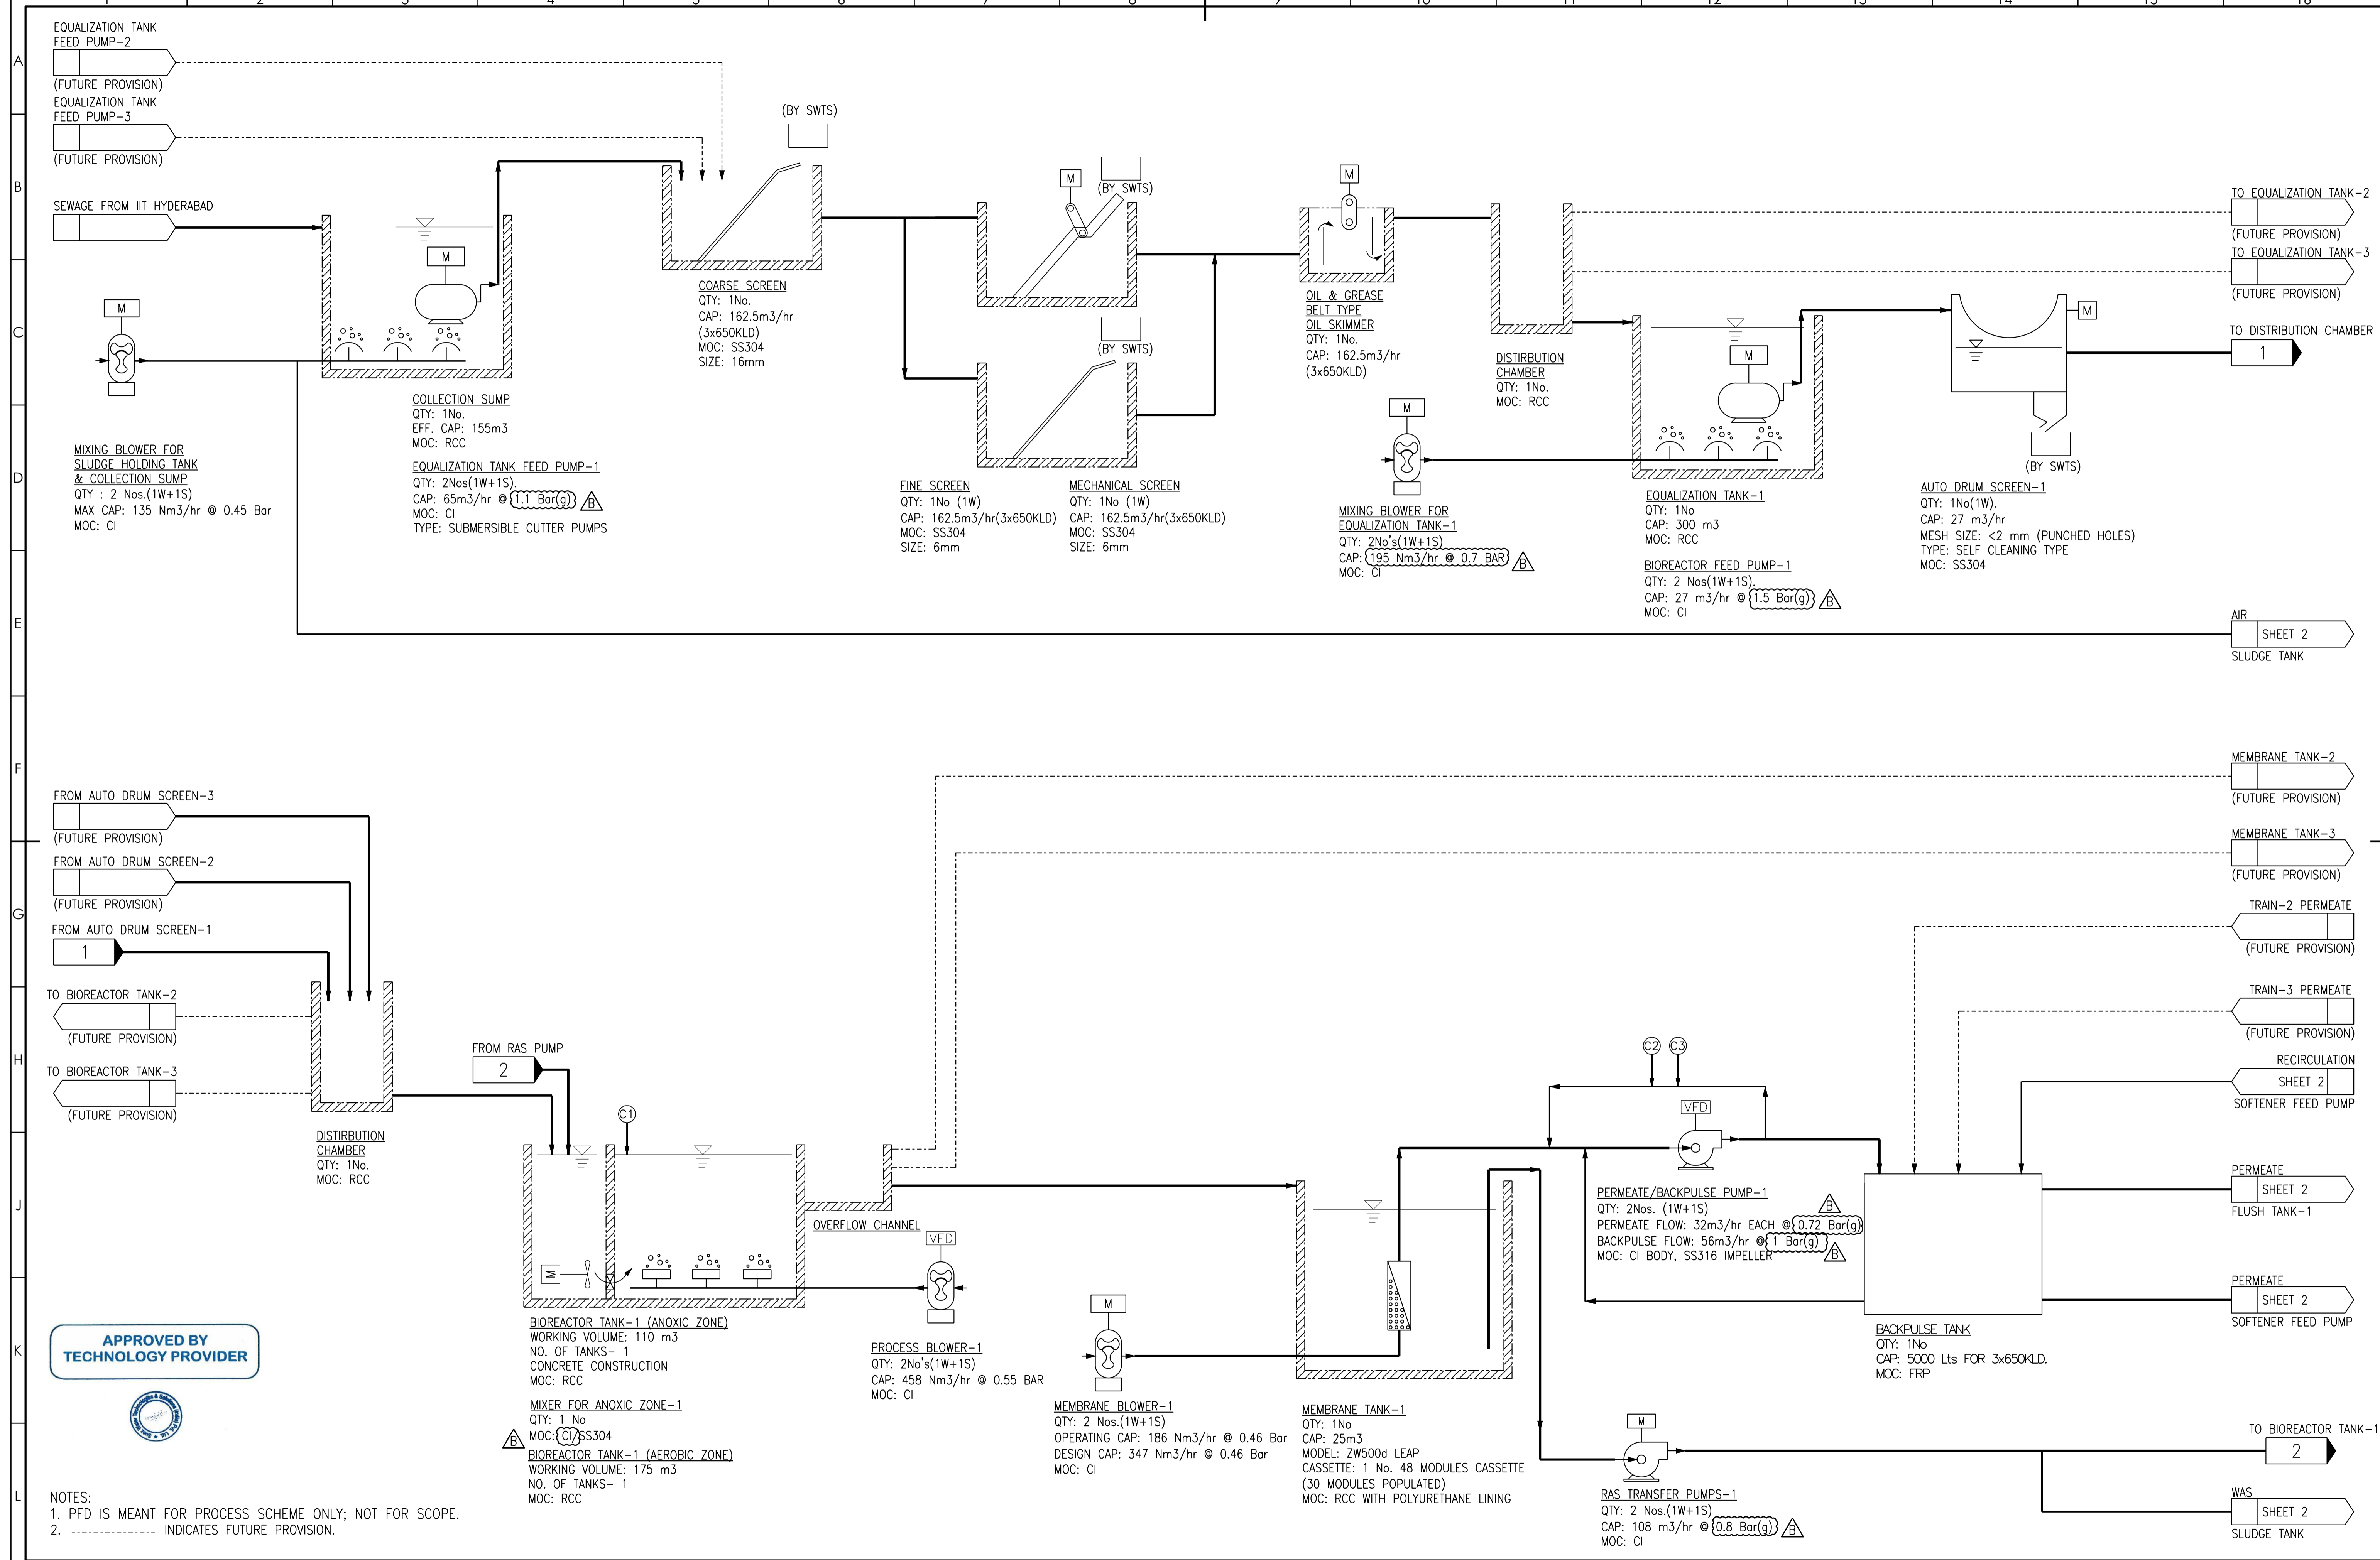 2 3 4 5 6 7 8 9 10 11 12 13 14 15 16
A
B
C
D
E
F
G
H
J
K
L
EQUALIZATION TANK
FEED PUMP-2
(FUTURE PROVISION)
EQUALIZATION TANK
FEED PUMP-3
(FUTURE PROVISION)
SEWAGE FROM IIT HYDERABAD
M
MIXING BLOWER FOR
SLUDGE HOLDING TANK
& COLLECTION SUMP
QTY : 2 Nos.(1W+1S)
MAX CAP: 135 Nm3/hr @ 0.45 Bar
MOC: CI
M
COLLECTION SUMP
QTY: 1No.
EFF. CAP: 155m3
MOC: RCC
EQUALIZATION TANK FEED PUMP-1
QTY: 2Nos(1W+1S).
CAP: 65m3/hr @ 1.1 Bar(g) B
MOC: CI
TYPE: SUBMERSIBLE CUTTER PUMPS
(BY SWTS)
COARSE SCREEN
QTY: 1No.
CAP: 162.5m3/hr
(3x650KLD)
MOC: SS304
SIZE: 16mm
M
(BY SWTS)
(BY SWTS)
FINE SCREEN
QTY: 1No (1W)
CAP: 162.5m3/hr(3x650KLD)
MOC: SS304
SIZE: 6mm
MECHANICAL SCREEN
QTY: 1No (1W)
CAP: 162.5m3/hr(3x650KLD)
MOC: SS304
SIZE: 6mm
M
OIL & GREASE
BELT TYPE
OIL SKIMMER
QTY: 1No.
CAP: 162.5m3/hr
(3x650KLD)
M
MIXING BLOWER FOR
EQUALIZATION TANK-1
QTY: 2No's(1W+1S)
CAP: 195 Nm3/hr @ 0.7 BAR B
MOC: CI
DISTIRBUTION
CHAMBER
QTY: 1No.
MOC: RCC
M
EQUALIZATION TANK-1
QTY: 1No
CAP: 300 m3
MOC: RCC
BIOREACTOR FEED PUMP-1
QTY: 2 Nos(1W+1S).
CAP: 27 m3/hr @ 1.5 Bar(g) B
MOC: CI
M
(BY SWTS)
AUTO DRUM SCREEN-1
QTY: 1No(1W).
CAP: 27 m3/hr
MESH SIZE: <2 mm (PUNCHED HOLES)
TYPE: SELF CLEANING TYPE
MOC: SS304
TO EQUALIZATION TANK-2
(FUTURE PROVISION)
TO EQUALIZATION TANK-3
(FUTURE PROVISION)
TO DISTRIBUTION CHAMBER
1
AIR
SHEET 2
SLUDGE TANK
FROM AUTO DRUM SCREEN-3
(FUTURE PROVISION)
FROM AUTO DRUM SCREEN-2
(FUTURE PROVISION)
FROM AUTO DRUM SCREEN-1
1
TO BIOREACTOR TANK-2
(FUTURE PROVISION)
TO BIOREACTOR TANK-3
(FUTURE PROVISION)
DISTIRBUTION
CHAMBER
QTY: 1No.
MOC: RCC
FROM RAS PUMP
2
C1
M
OVERFLOW CHANNEL
VFD
BIOREACTOR TANK-1 (ANOXIC ZONE)
WORKING VOLUME: 110 m3
NO. OF TANKS- 1
CONCRETE CONSTRUCTION
MOC: RCC
MIXER FOR ANOXIC ZONE-1
QTY: 1 No
B MOC: CI/SS304
BIOREACTOR TANK-1 (AEROBIC ZONE)
WORKING VOLUME: 175 m3
NO. OF TANKS- 1
MOC: RCC
PROCESS BLOWER-1
QTY: 2No's(1W+1S)
CAP: 458 Nm3/hr @ 0.55 BAR
MOC: CI
M
MEMBRANE BLOWER-1
QTY: 2 Nos.(1W+1S)
OPERATING CAP: 186 Nm3/hr @ 0.46 Bar
DESIGN CAP: 347 Nm3/hr @ 0.46 Bar
MOC: CI
MEMBRANE TANK-1
QTY: 1No
CAP: 25m3
MODEL: ZW500d LEAP
CASSETTE: 1 No. 48 MODULES CASSETTE
(30 MODULES POPULATED)
MOC: RCC WITH POLYURETHANE LINING
C2 C3
VFD
PERMEATE/BACKPULSE PUMP-1
QTY: 2Nos. (1W+1S) B
PERMEATE FLOW: 32m3/hr EACH @ 0.72 Bar(g)
BACKPULSE FLOW: 56m3/hr @ 1 Bar(g)
MOC: CI BODY, SS316 IMPELLER B
M
RAS TRANSFER PUMPS-1
QTY: 2 Nos.(1W+1S)
CAP: 108 m3/hr @ 0.8 Bar(g) B
MOC: CI
BACKPULSE TANK
QTY: 1No
CAP: 5000 Lts FOR 3x650KLD.
MOC: FRP
MEMBRANE TANK-2
(FUTURE PROVISION)
MEMBRANE TANK-3
(FUTURE PROVISION)
TRAIN-2 PERMEATE
(FUTURE PROVISION)
TRAIN-3 PERMEATE
(FUTURE PROVISION)
RECIRCULATION
SHEET 2
SOFTENER FEED PUMP
PERMEATE
SHEET 2
FLUSH TANK-1
PERMEATE
SHEET 2
SOFTENER FEED PUMP
TO BIOREACTOR TANK-1
2
WAS
SHEET 2
SLUDGE TANK
APPROVED BY
TECHNOLOGY PROVIDER
NOTES:
1. PFD IS MEANT FOR PROCESS SCHEME ONLY; NOT FOR SCOPE.
2. ------------- INDICATES FUTURE PROVISION.